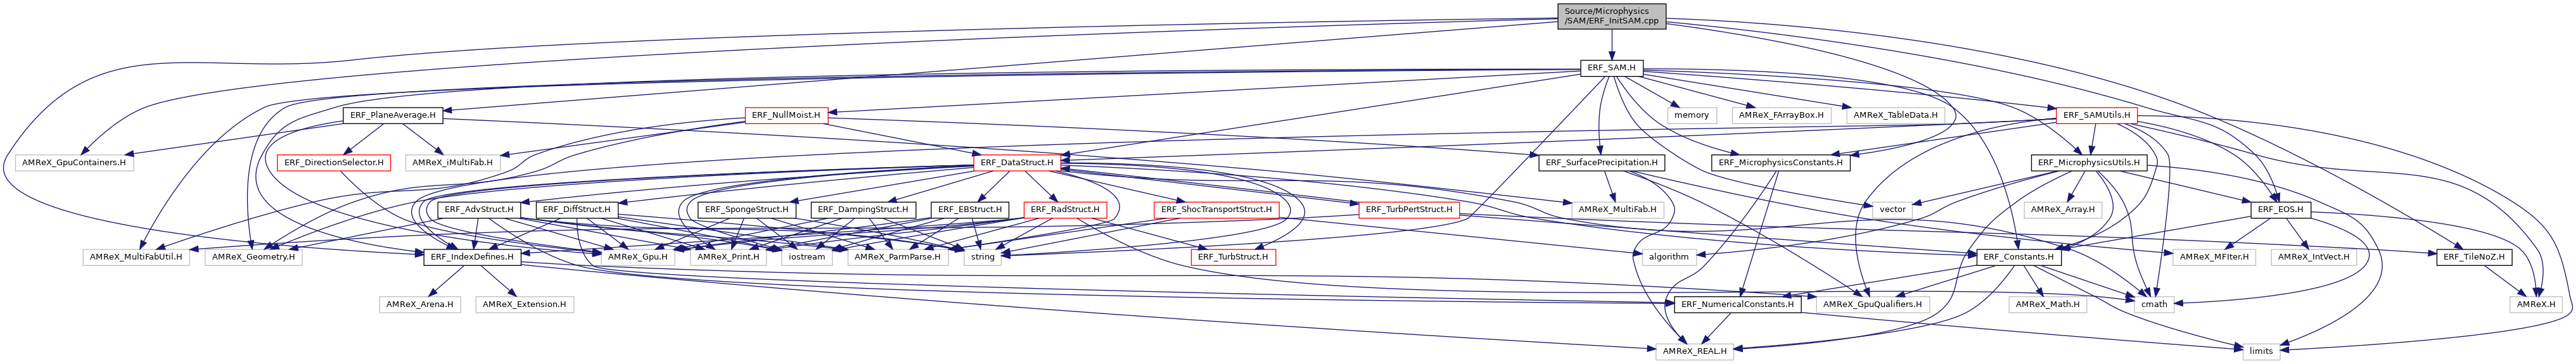 Source/Microphysics
/SAM/ERF_InitSAM.cpp
ERF_SAM.H
ERF_PlaneAverage.H
ERF_NullMoist.H
memory
AMReX_FArrayBox.H
AMReX_TableData.H
ERF_SAMUtils.H
AMReX_GpuContainers.H
ERF_DirectionSelector.H
AMReX_iMultiFab.H
ERF_DataStruct.H
ERF_SurfacePrecipitation.H
ERF_MicrophysicsConstants.H
ERF_MicrophysicsUtils.H
ERF_AdvStruct.H
ERF_DiffStruct.H
ERF_SpongeStruct.H
ERF_DampingStruct.H
ERF_EBStruct.H
ERF_RadStruct.H
ERF_ShocTransportStruct.H
ERF_TurbPertStruct.H
AMReX_MultiFab.H
vector
AMReX_Array.H
ERF_EOS.H
AMReX_MultiFabUtil.H
AMReX_Geometry.H
ERF_IndexDefines.H
AMReX_Gpu.H
AMReX_Print.H
iostream
AMReX_ParmParse.H
string
ERF_TurbStruct.H
algorithm
ERF_Constants.H
AMReX_MFIter.H
AMReX_IntVect.H
ERF_TileNoZ.H
AMReX_Arena.H
AMReX_Extension.H
ERF_NumericalConstants.H
AMReX_GpuQualifiers.H
AMReX_Math.H
cmath
AMReX.H
AMReX_REAL.H
limits